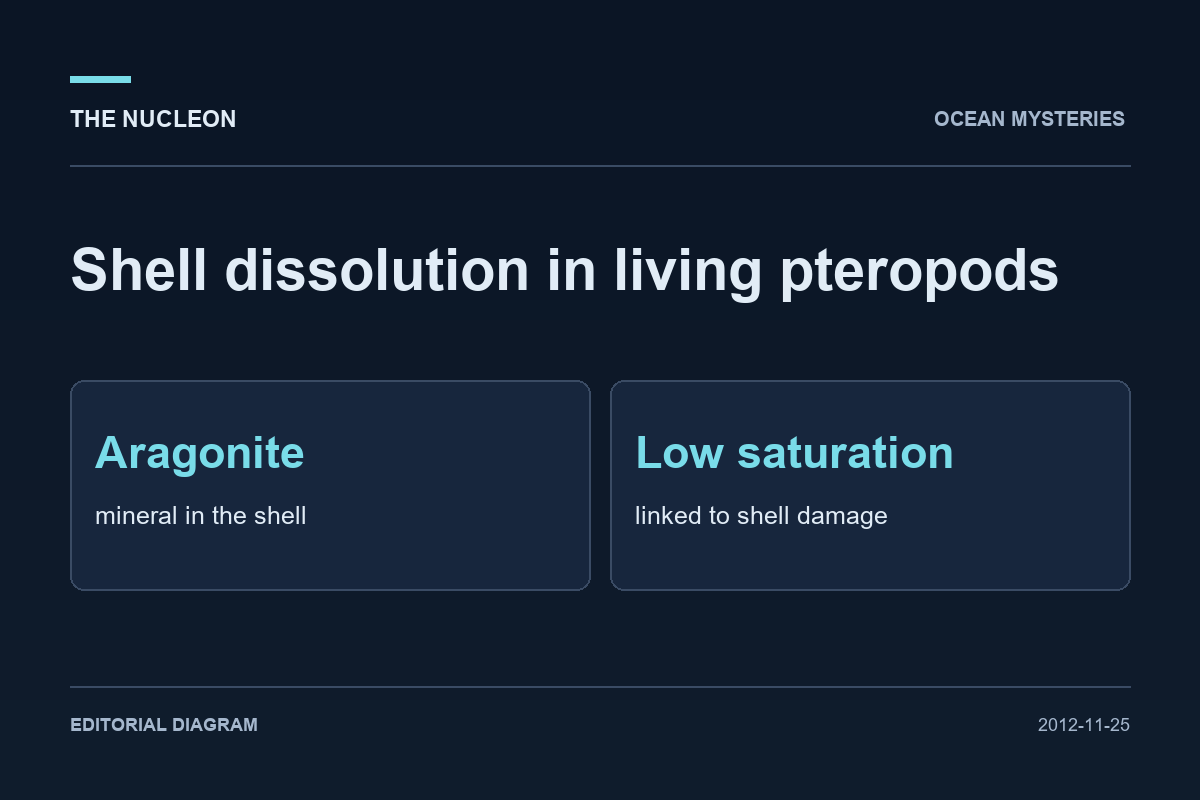 THE NUCLEON
OCEAN MYSTERIES
Shell dissolution in living pteropods
Aragonite
mineral in the shell
Low saturation
linked to shell damage
EDITORIAL DIAGRAM
2012-11-25